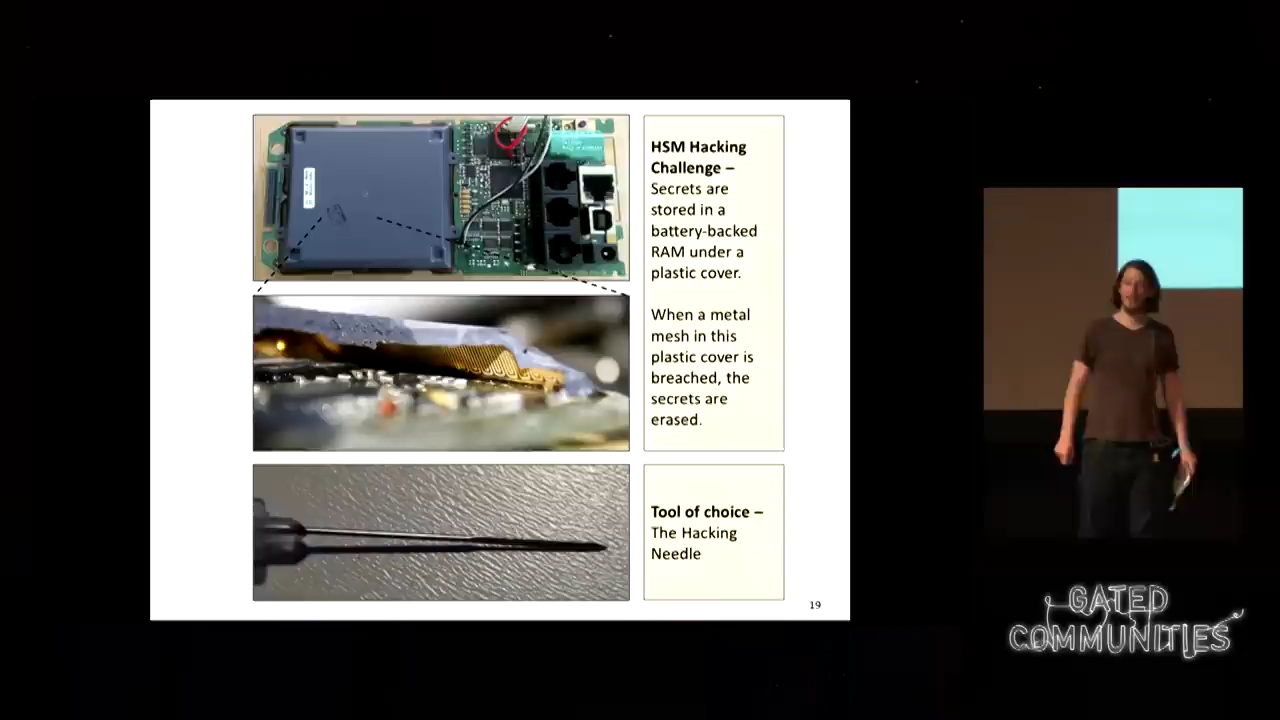 HSM Hacking
Challenge –
Secrets are
stored in a
battery-backed
RAM under a
plastic cover.
When a metal
mesh in this
plastic cover is
breached, the
secrets are
erased.
Tool of choice –
The Hacking
Needle
19
GATED
COMMUNITIES